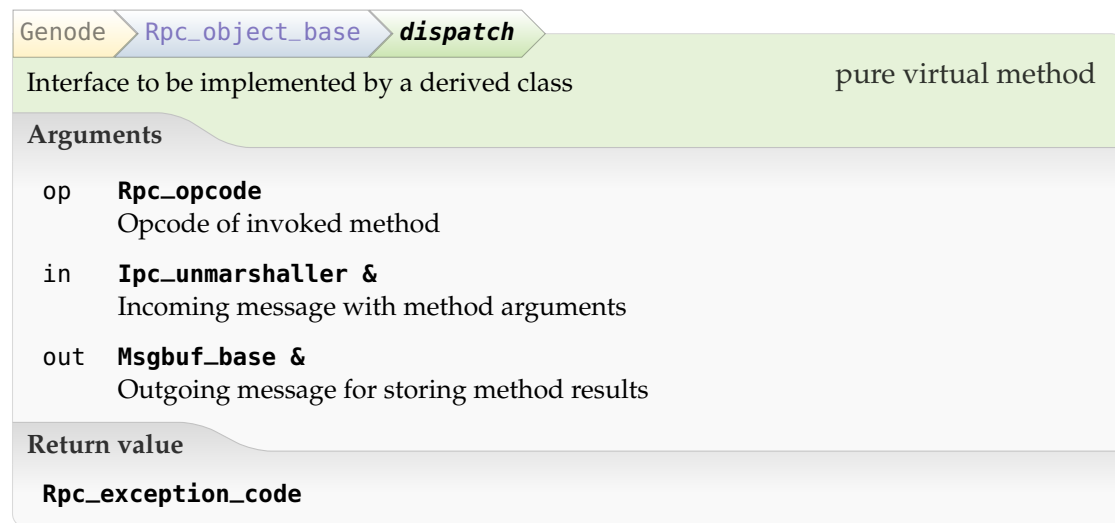 Genode Rpc_object_base dispatch
Interface to be implemented by a derived class pure virtual method
Arguments
op Rpc_opcode
Opcode of invoked method
in Ipc_unmarshaller &
Incoming message with method arguments
out Msgbuf_base &
Outgoing message for storing method results
Return value
Rpc_exception_code